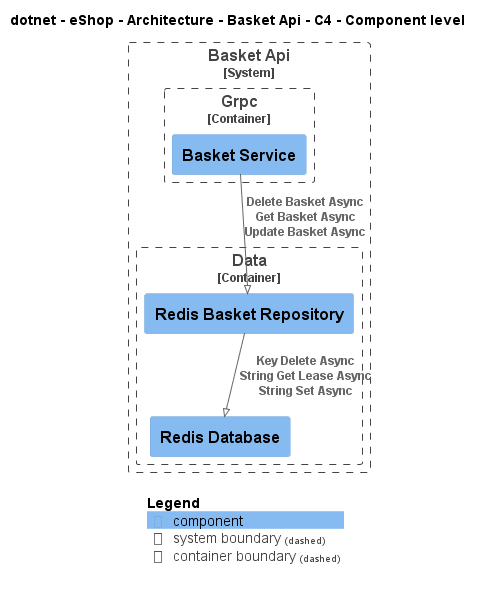 dotnet - eShop - Architecture - Basket Api - C4 - Component level
Basket Api
[System]
Grpc
[Container]
Basket Service
Delete Basket Async
Get Basket Async
Update Basket Async
Data
[Container]
Redis Basket Repository
Key Delete Async
String Get Lease Async
String Set Async
Redis Database
Legend
component
system boundary (dashed)
container boundary (dashed)